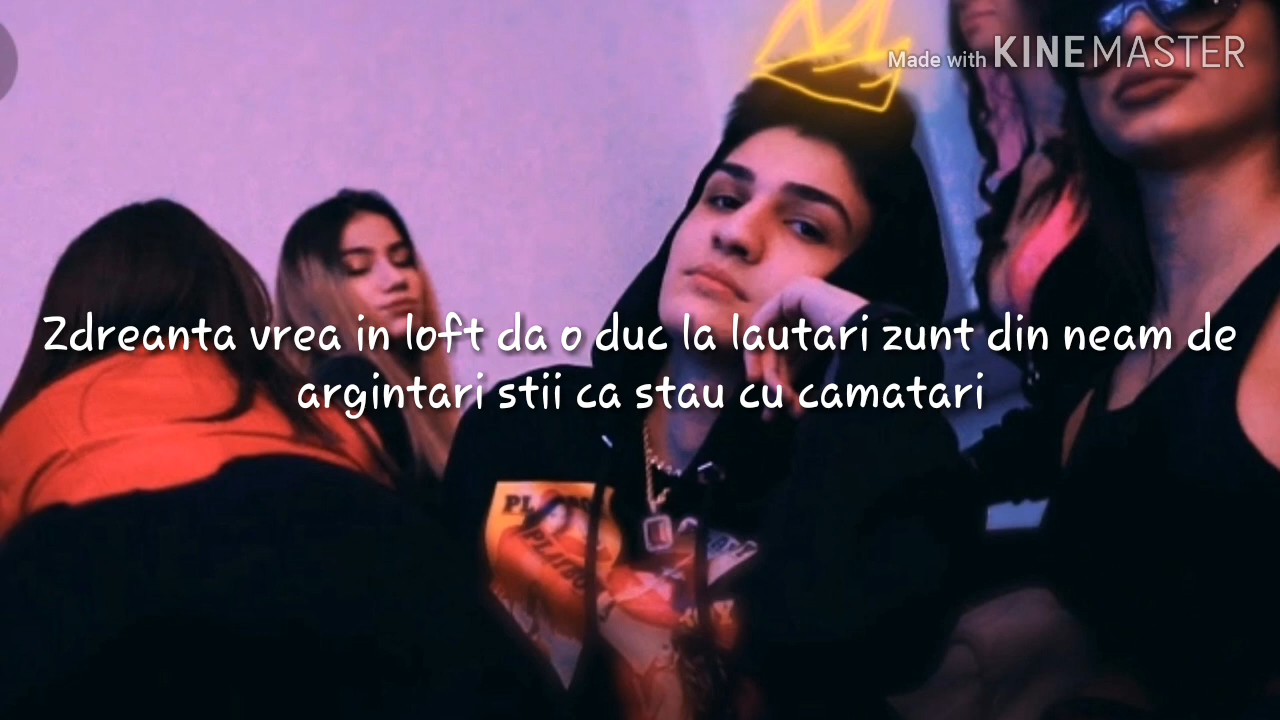 Made with KINEMASTER
Zdreanta vrea in loft da o duc la lautari zunt din neam de
argintari stii ca stau cu camatari
PLAYBOY